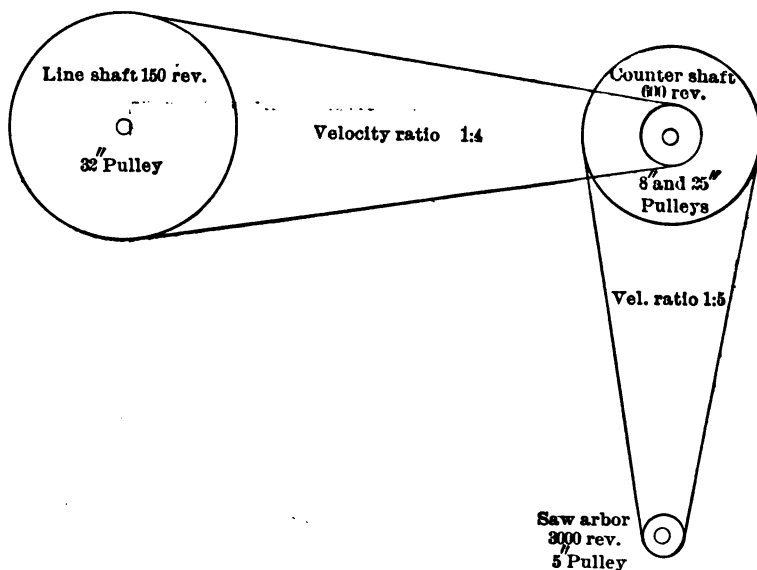 Line shaft 150 rev.
32" Pulley
Velocity ratio 1:4
Counter shaft
600 rev.
8" and 25"
Pulleys
Vel. ratio 1:5
Saw arbor
3000 rev.
5" Pulley